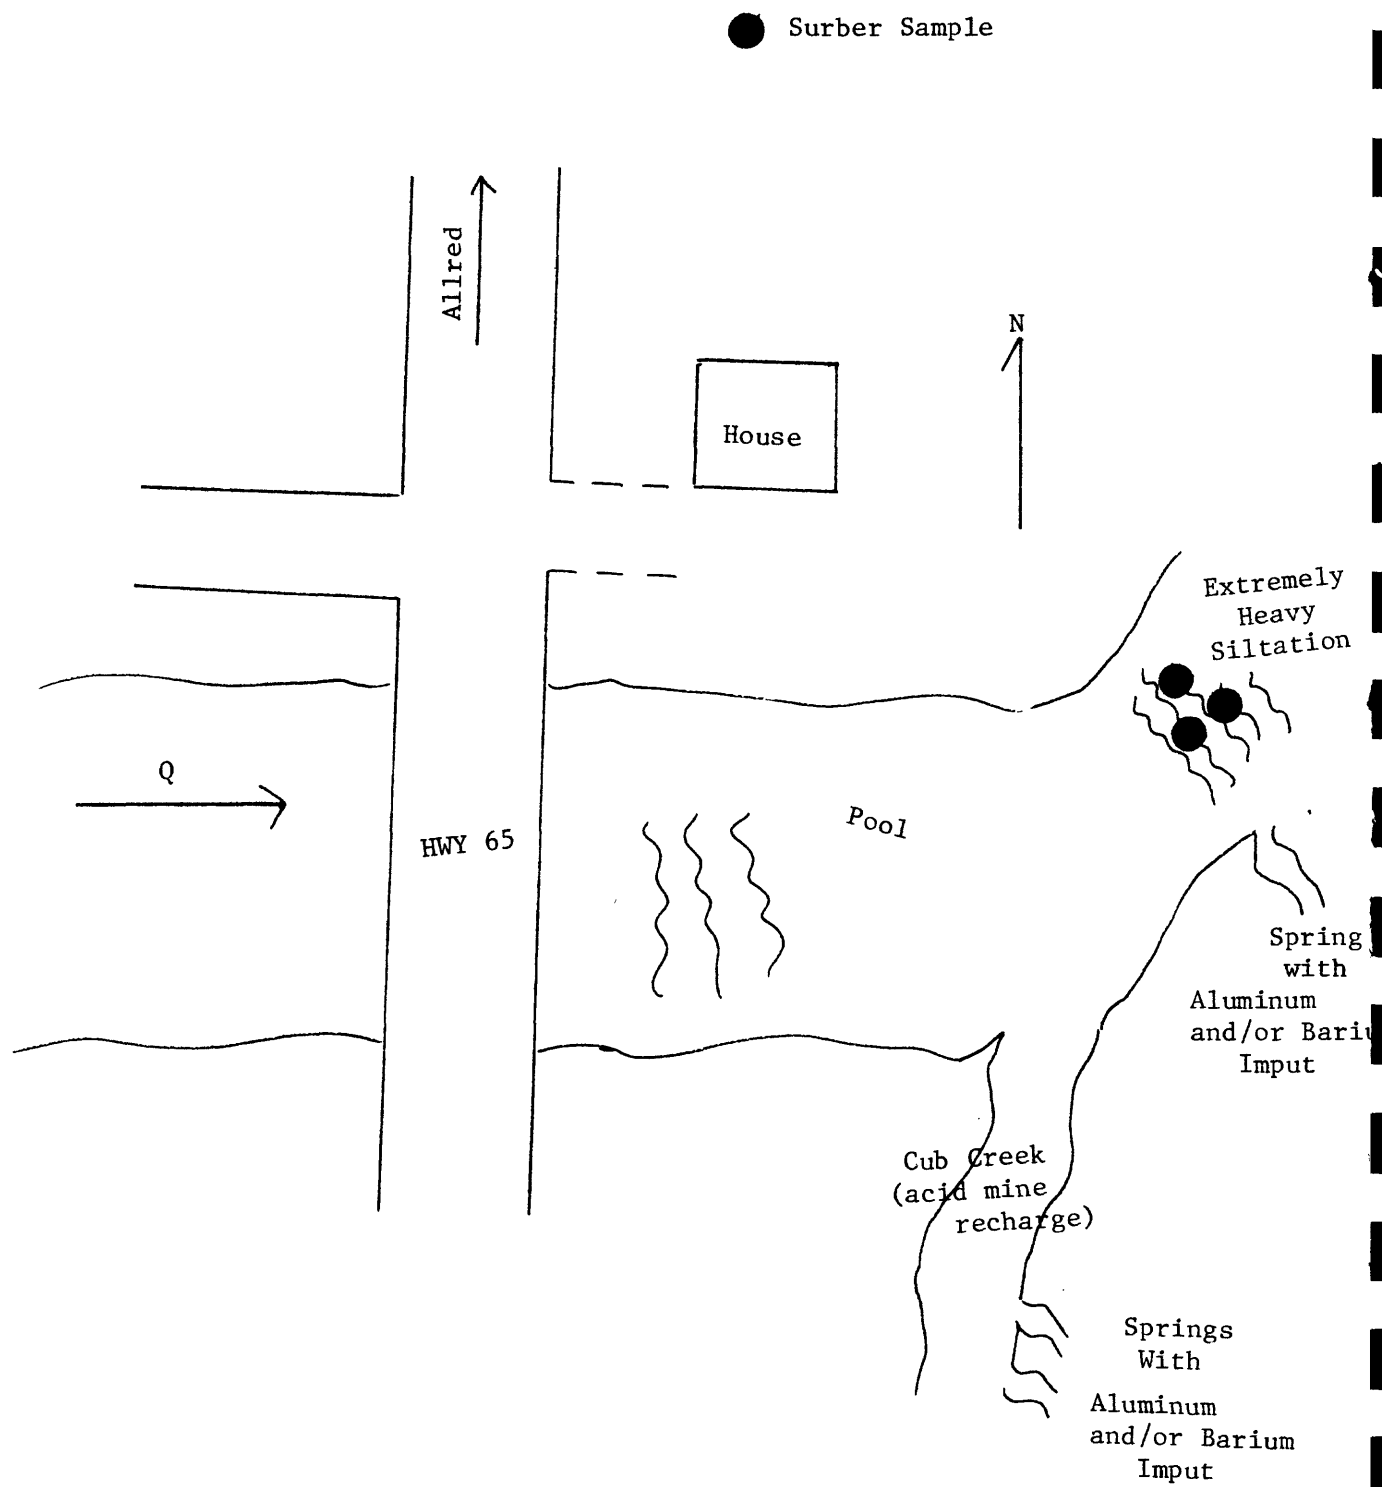 Surber Sample
Allred
N
House
Extremely
Heavy
Siltation
Q
HWY 65
Pool
Spring
with
Aluminum
and/or Bariu
Imput
Cub Creek
(acid mine
recharge)
Springs
With
Aluminum
and/or Barium
Imput